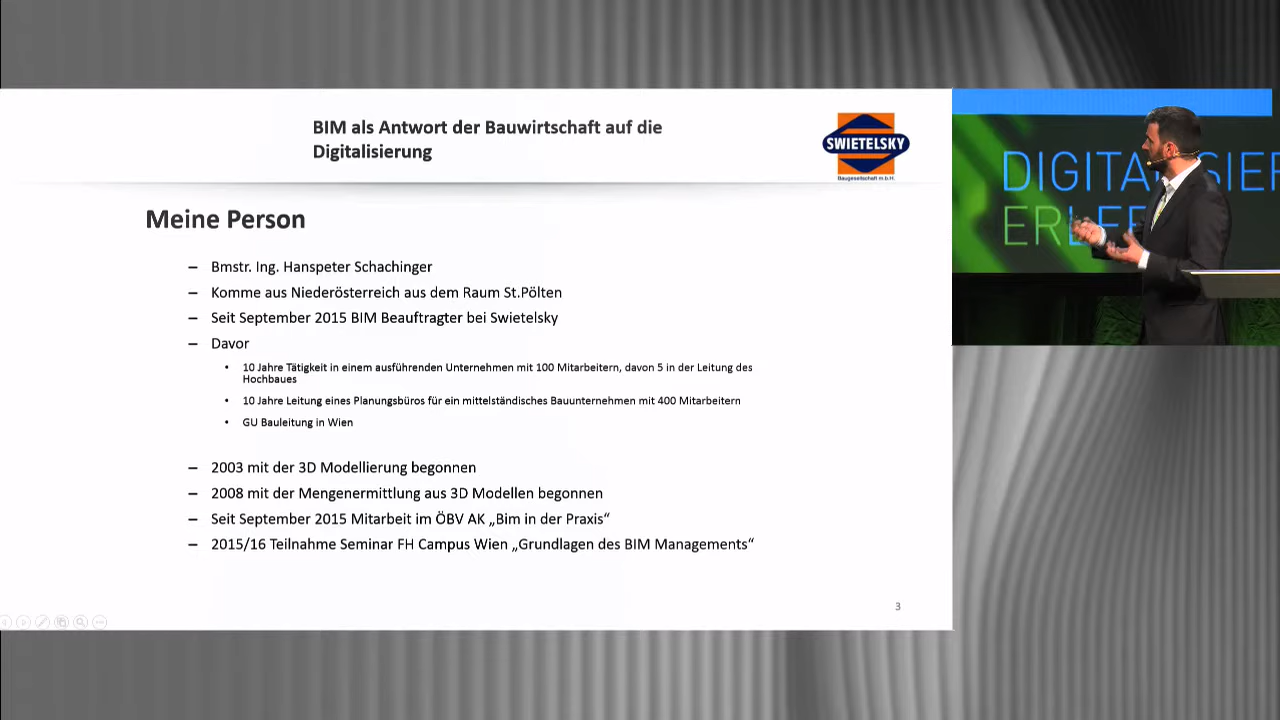 BIM als Antwort der Bauwirtschaft auf die
Digitalisierung
SWIETELSKY
Baugesellschaft m.b.H.
Meine Person
– Bmstr. Ing. Hanspeter Schachinger
– Komme aus Niederösterreich aus dem Raum St.Pölten
– Seit September 2015 BIM Beauftragter bei Swietelsky
– Davor
• 10 Jahre Tätigkeit in einem ausführenden Unternehmen mit 100 Mitarbeitern, davon 5 in der Leitung des
Hochbaues
• 10 Jahre Leitung eines Planungsbüros für ein mittelständisches Bauunternehmen mit 400 Mitarbeitern
• GU Bauleitung in Wien
– 2003 mit der 3D Modellierung begonnen
– 2008 mit der Mengenermittlung aus 3D Modellen begonnen
– Seit September 2015 Mitarbeit im ÖBV AK „Bim in der Praxis“
– 2015/16 Teilnahme Seminar FH Campus Wien „Grundlagen des BIM Managements“
3